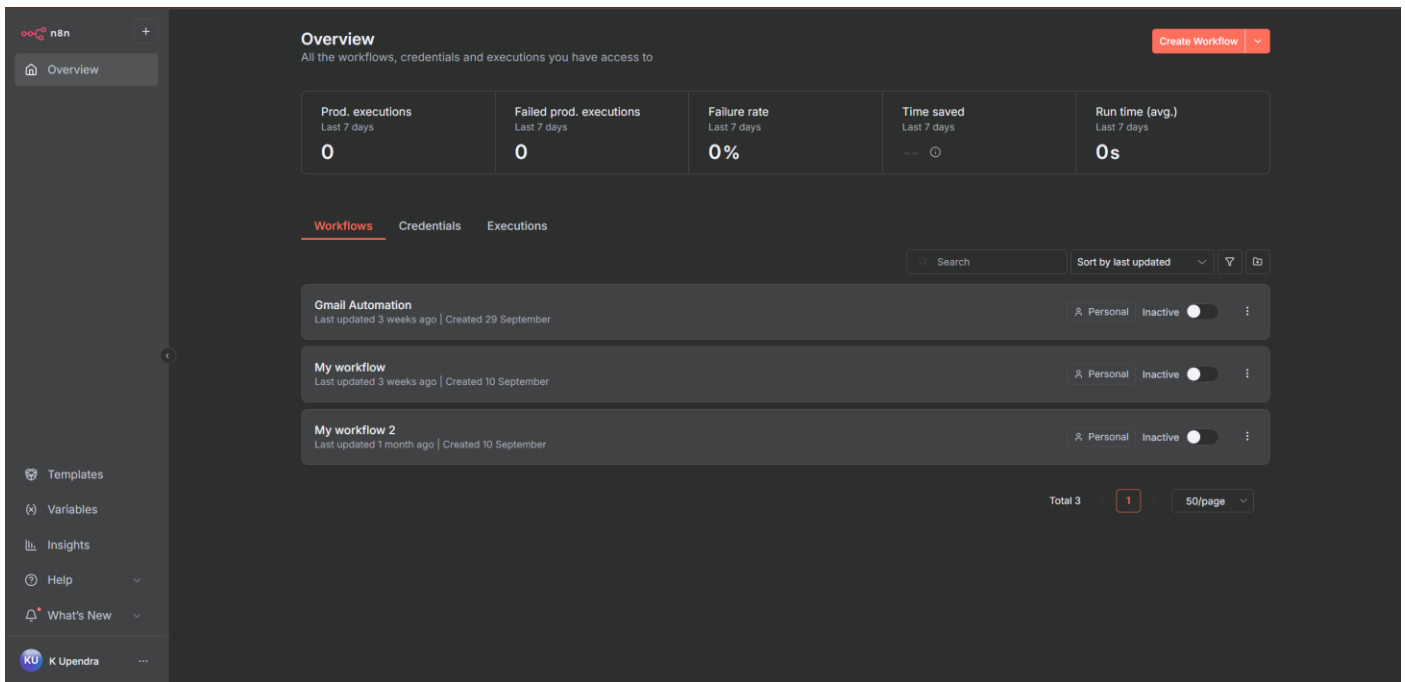 n8n
+
Overview
Templates
Variables
Insights
Help
What's New
KU
K Upendra
...
Overview
All the workflows, credentials and executions you have access to
Create Workflow
Prod. executions
Last 7 days
0
Failed prod. executions
Last 7 days
0
Failure rate
Last 7 days
0%
Time saved
Last 7 days
--
Run time (avg.)
Last 7 days
0s
Workflows Credentials Executions
Search
Sort by last updated
Gmail Automation
Last updated 3 weeks ago | Created 29 September
Personal Inactive
My workflow
Last updated 3 weeks ago | Created 10 September
Personal Inactive
My workflow 2
Last updated 1 month ago | Created 10 September
Personal Inactive
Total 3 1 50/page